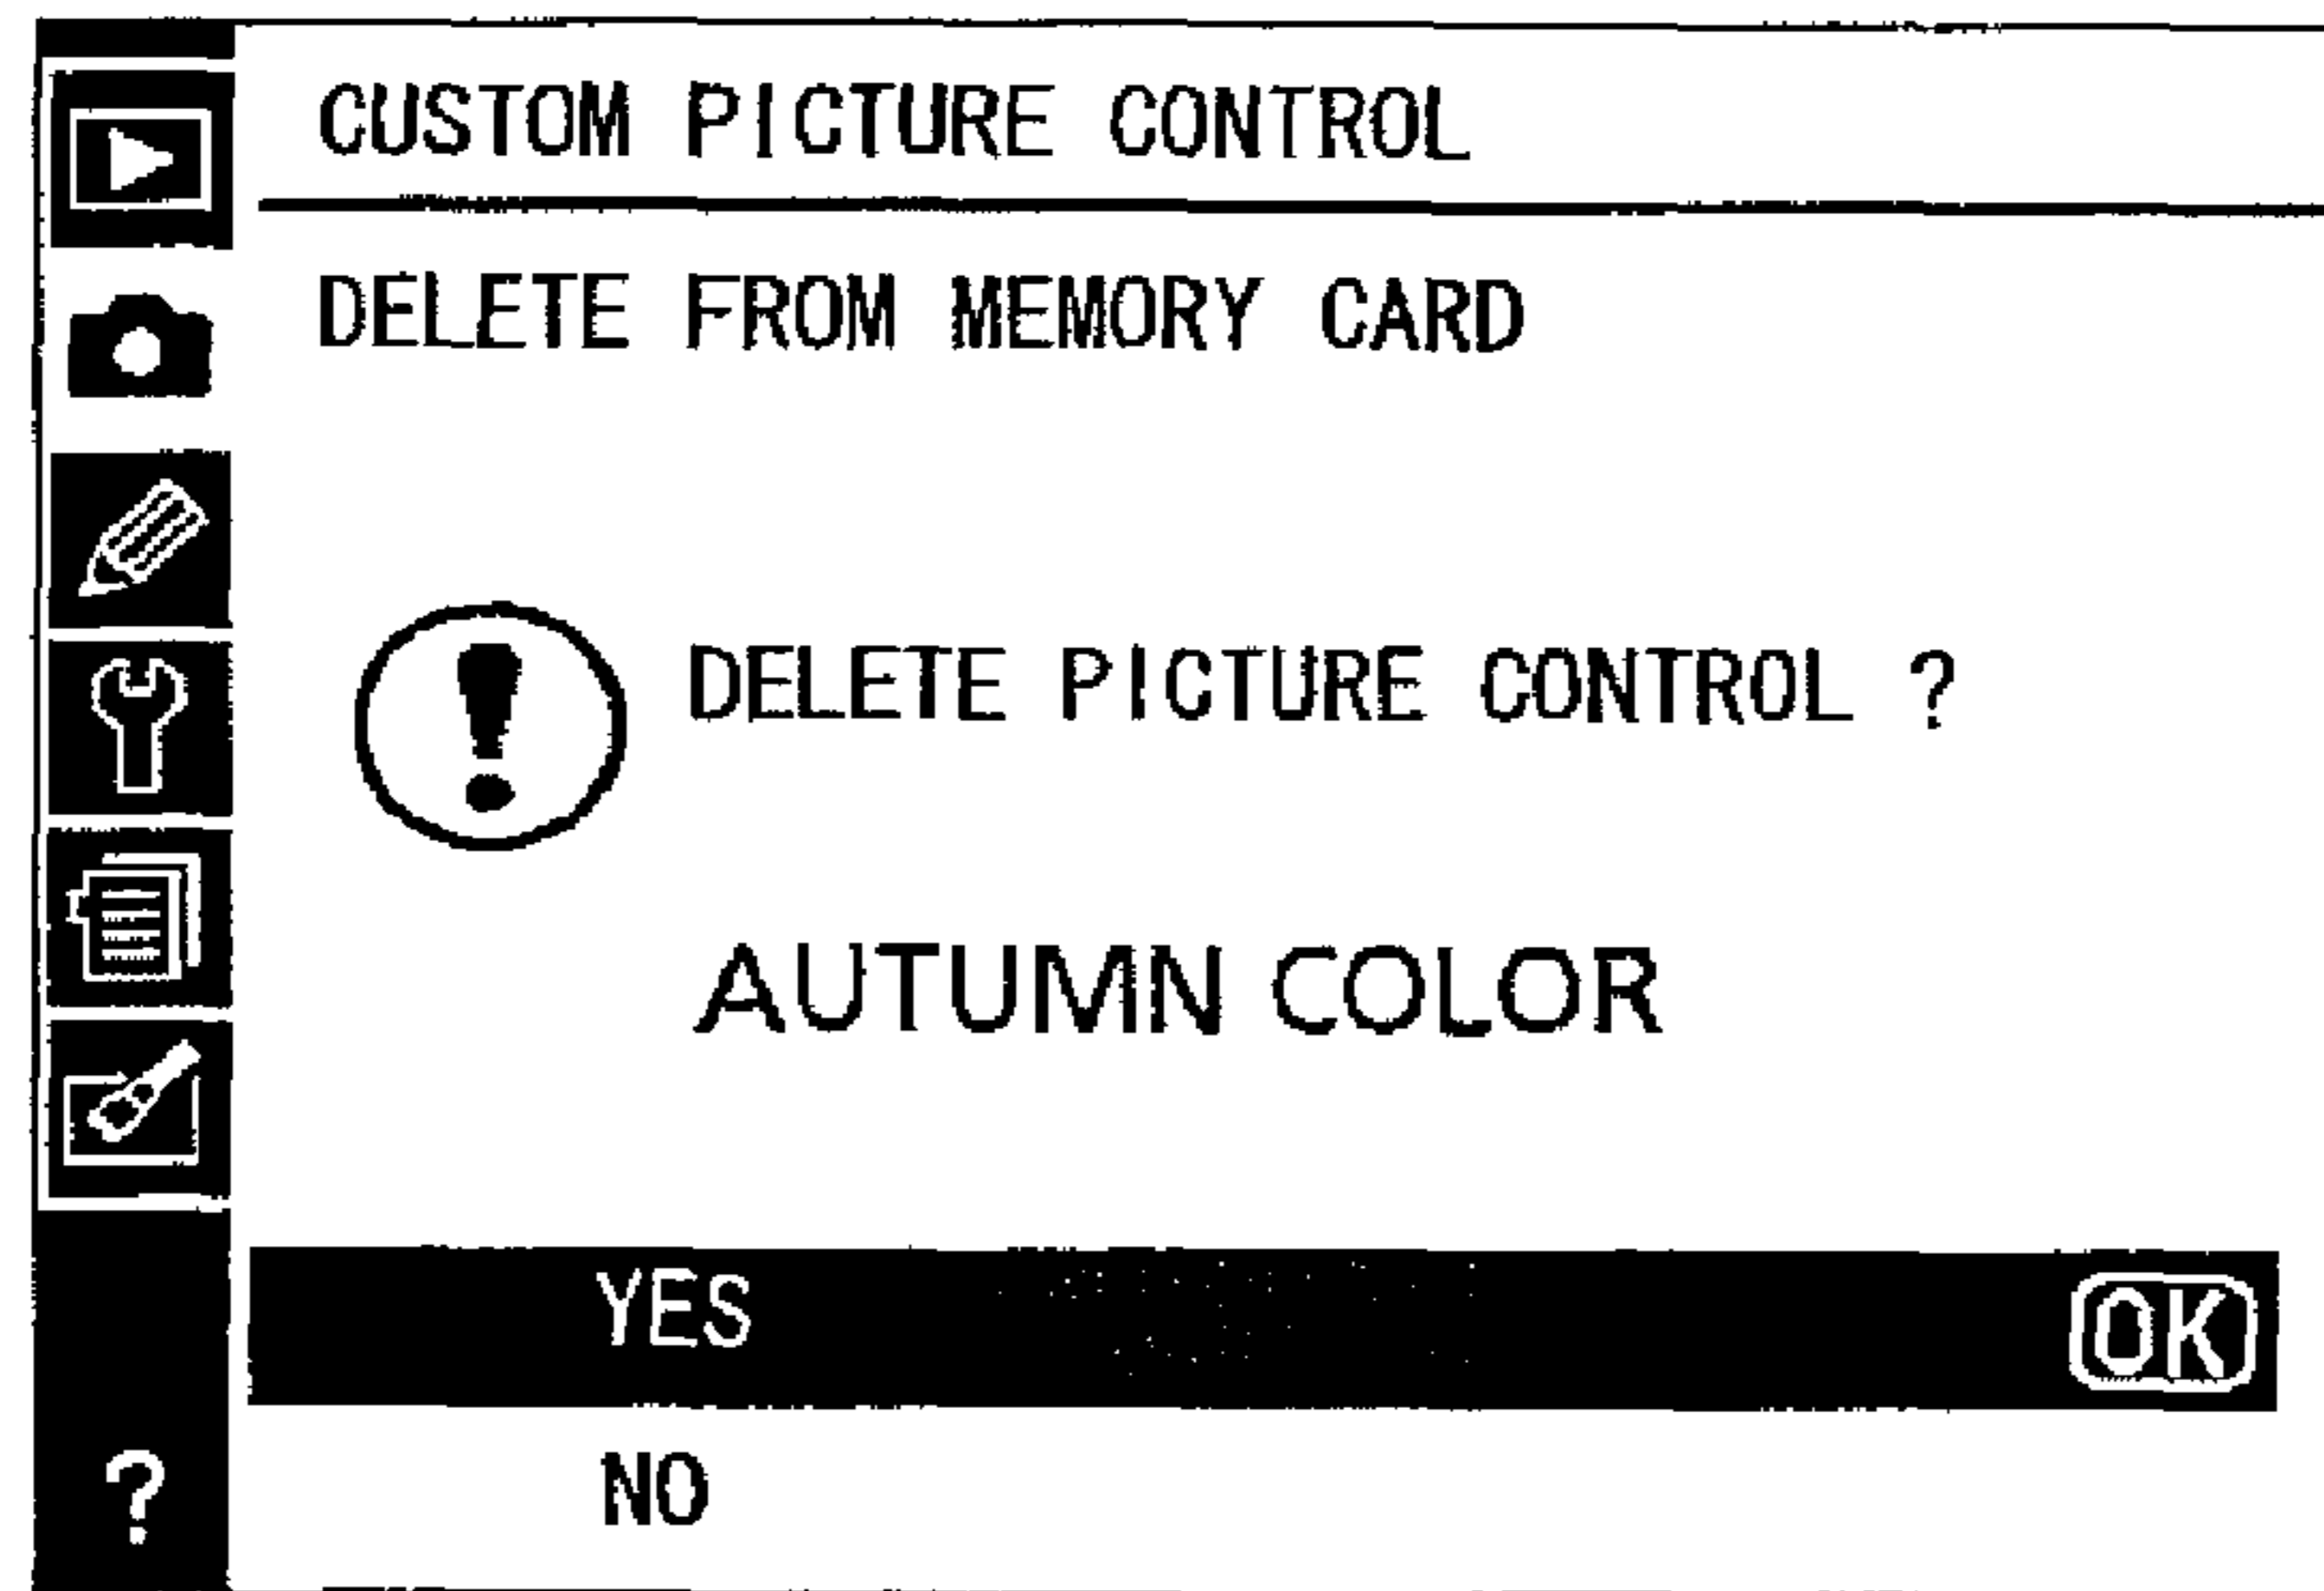 CUSTOM PICTURE CONTROL
DELETE FROM MEMORY CARD
DELETE PICTURE CONTROL ?
AUTUMN COLOR
YES OK
NO
?